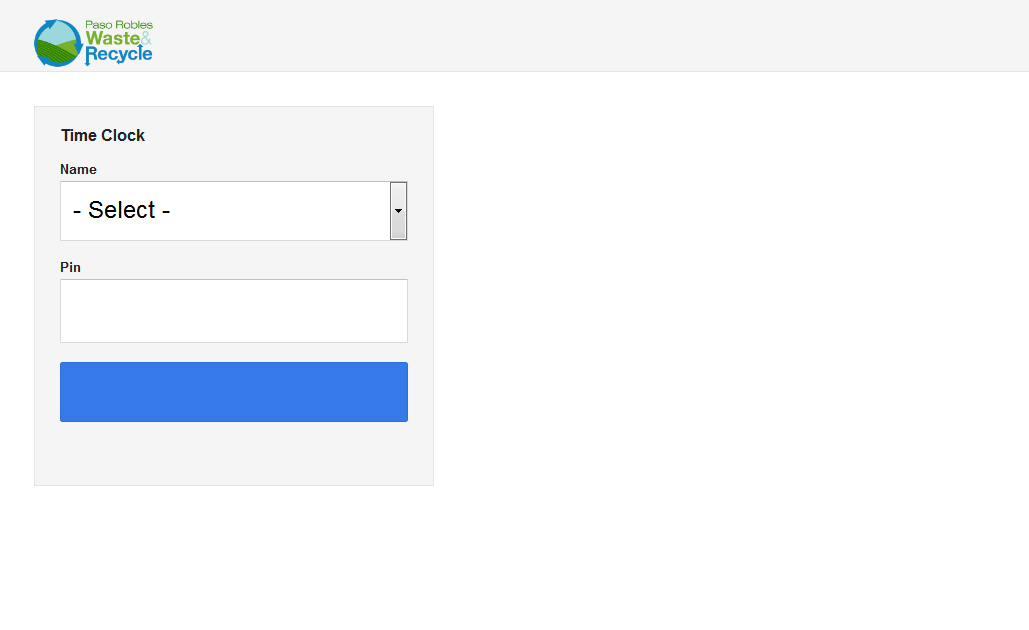 Paso Robles
Waste&
Recycle
Time Clock
Name
- Select -
Pin